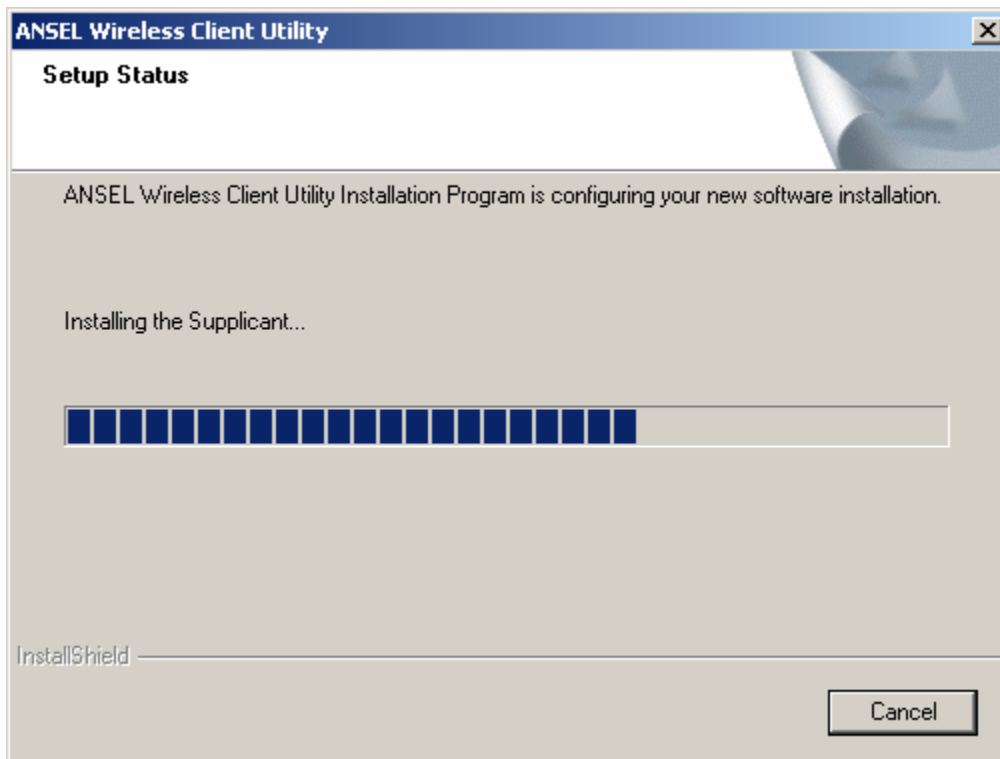 ANSEL Wireless Client Utility
Setup Status
ANSEL Wireless Client Utility Installation Program is configuring your new software installation.
Installing the Supplicant...
InstallShield
Cancel